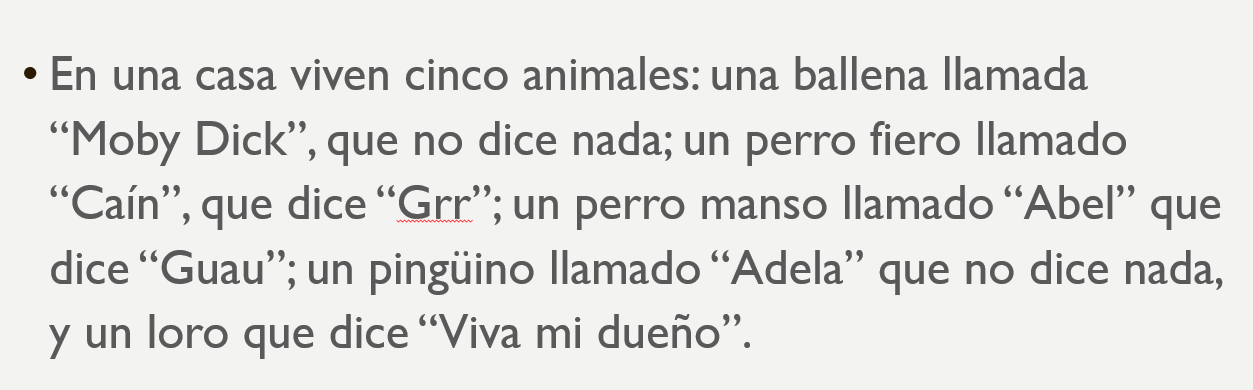 • En una casa viven cinco animales: una ballena llamada
“Moby Dick”, que no dice nada; un perro fiero llamado
“Caín”, que dice “Grr”; un perro manso llamado “Abel” que
dice “Guau”; un pingüino llamado “Adela” que no dice nada,
y un loro que dice “Viva mi dueño”.